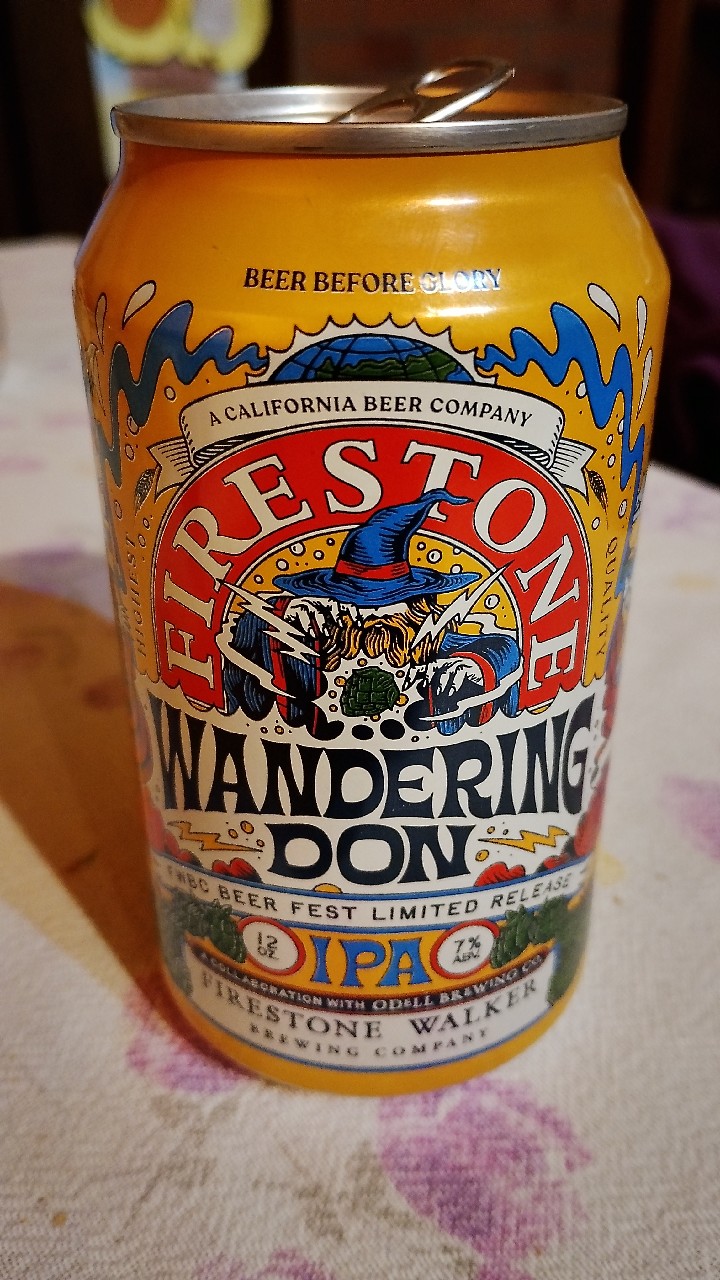 BEER BEFORE GLORY
A CALIFORNIA BEER COMPANY
FIRESTONE
HIGHEST
QUALITY
WANDERING
DON
FWBC BEER FEST LIMITED RELEASE
12 OZ.
IPA
7% ABV.
A COLLABORATION WITH ODELL BREWING CO.
FIRESTONE WALKER
BREWING COMPANY